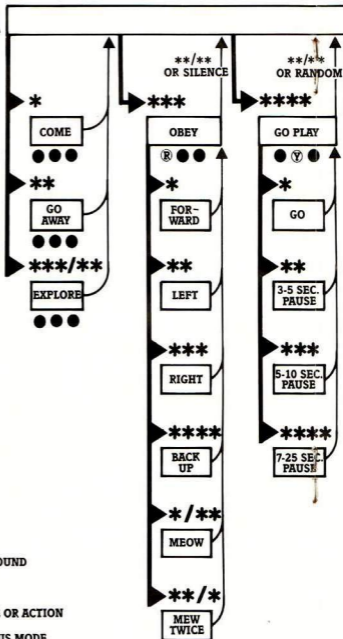 **/**
OR SILENCE
**/**
OR RANDOM
*
COME
**
GO
AWAY
***/**
EXPLORE
***
OBEY
R
*
FOR-
WARD
**
LEFT
***
RIGHT
****
BACK
UP
*/**
MEOW
**/*
MEW
TWICE
****
GO PLAY
Y
*
GO
**
3-5 SEC.
PAUSE
***
5-10 SEC.
PAUSE
****
7-25 SEC.
PAUSE
OUND
OR ACTION
IS MODE